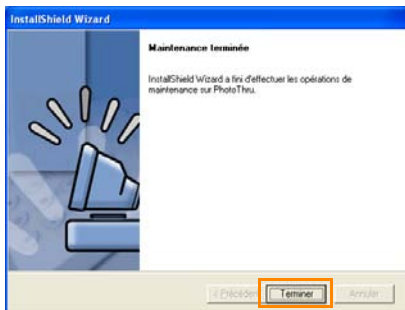 InstallShield Wizard
Maintenance terminée
InstallShield Wizard a fini d'effectuer les opérations de
maintenance sur PhotoThru.
< Précédent
Terminer
Annuler